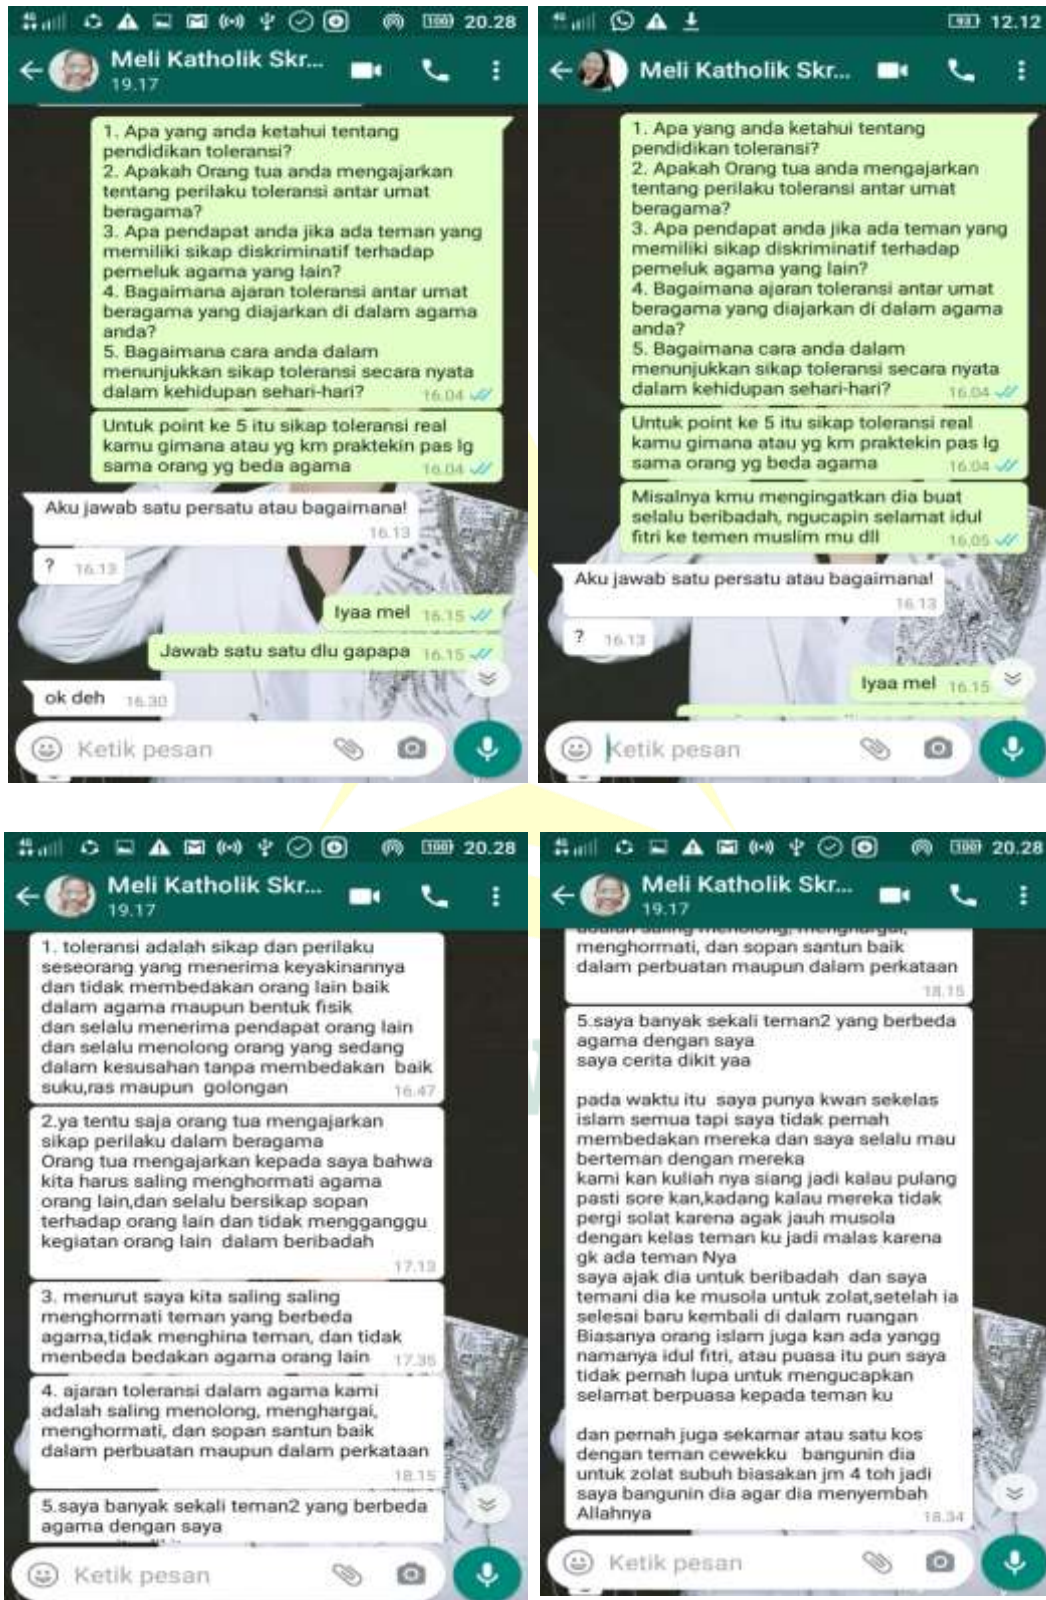 20.28
Meli Katholik Skr...
19.17
1. Apa yang anda ketahui tentang
pendidikan toleransi?
2. Apakah Orang tua anda mengajarkan
tentang perilaku toleransi antar umat
beragama?
3. Apa pendapat anda jika ada teman yang
memiliki sikap diskriminatif terhadap
pemeluk agama yang lain?
4. Bagaimana ajaran toleransi antar umat
beragama yang diajarkan di dalam agama
anda?
5. Bagaimana cara anda dalam
menunjukkan sikap toleransi secara nyata
dalam kehidupan sehari-hari? 16.04
Untuk point ke 5 itu sikap toleransi real
kamu gimana atau yg km praktekin pas lg
sama orang yg beda agama 16.04
Aku jawab satu persatu atau bagaimana!
16.13
? 16.13
Iyaa mel 16.15
Jawab satu satu dlu gapapa 16.15
ok deh 16.30
Ketik pesan
93 12.12
Meli Katholik Skr...
1. Apa yang anda ketahui tentang
pendidikan toleransi?
2. Apakah Orang tua anda mengajarkan
tentang perilaku toleransi antar umat
beragama?
3. Apa pendapat anda jika ada teman yang
memiliki sikap diskriminatif terhadap
pemeluk agama yang lain?
4. Bagaimana ajaran toleransi antar umat
beragama yang diajarkan di dalam agama
anda?
5. Bagaimana cara anda dalam
menunjukkan sikap toleransi secara nyata
dalam kehidupan sehari-hari? 16.04
Untuk point ke 5 itu sikap toleransi real
kamu gimana atau yg km praktekin pas lg
sama orang yg beda agama 16.04
Misalnya kmu mengingatkan dia buat
selalu beribadah, ngucapin selamat idul
fitri ke temen muslim mu dll 16.05
Aku jawab satu persatu atau bagaimana!
16.13
? 16.13
Iyaa mel 16.15
Ketik pesan
100 20.28
Meli Katholik Skr...
19.17
1. toleransi adalah sikap dan perilaku
seseorang yang menerima keyakinannya
dan tidak membedakan orang lain baik
dalam agama maupun bentuk fisik
dan selalu menerima pendapat orang lain
dan selalu menolong orang yang sedang
dalam kesusahan tanpa membedakan baik
suku,ras maupun golongan 16.47
2.ya tentu saja orang tua mengajarkan
sikap perilaku dalam beragama
Orang tua mengajarkan kepada saya bahwa
kita harus saling menghormati agama
orang lain,dan selalu bersikap sopan
terhadap orang lain dan tidak mengganggu
kegiatan orang lain dalam beribadah
17.13
3. menurut saya kita saling saling
menghormati teman yang berbeda
agama,tidak menghina teman, dan tidak
menbeda bedakan agama orang lain 17.35
4. ajaran toleransi dalam agama kami
adalah saling menolong, menghargai,
menghormati, dan sopan santun baik
dalam perbuatan maupun dalam perkataan
18.15
5.saya banyak sekali teman2 yang berbeda
agama dengan saya
Ketik pesan
100 20.28
Meli Katholik Skr...
19.17
adalah saling menolong, menghargai,
menghormati, dan sopan santun baik
dalam perbuatan maupun dalam perkataan
18.15
5.saya banyak sekali teman2 yang berbeda
agama dengan saya
saya cerita dikit yaa
pada waktu itu saya punya kwan sekelas
islam semua tapi saya tidak pernah
membedakan mereka dan saya selalu mau
berteman dengan mereka
kami kan kuliah nya siang jadi kalau pulang
pasti sore kan,kadang kalau mereka tidak
pergi solat karena agak jauh musola
dengan kelas teman ku jadi malas karena
gk ada teman Nya
saya ajak dia untuk beribadah dan saya
temani dia ke musola untuk zolat,setelah ia
selesai baru kembali di dalam ruangan
Biasanya orang islam juga kan ada yangg
namanya idul fitri, atau puasa itu pun saya
tidak pernah lupa untuk mengucapkan
selamat berpuasa kepada teman ku
dan pernah juga sekamar atau satu kos
dengan teman cewekku bangunin dia
untuk zolat subuh biasakan jm 4 toh jadi
saya bangunin dia agar dia menyembah
Allahnya 18.34
Ketik pesan